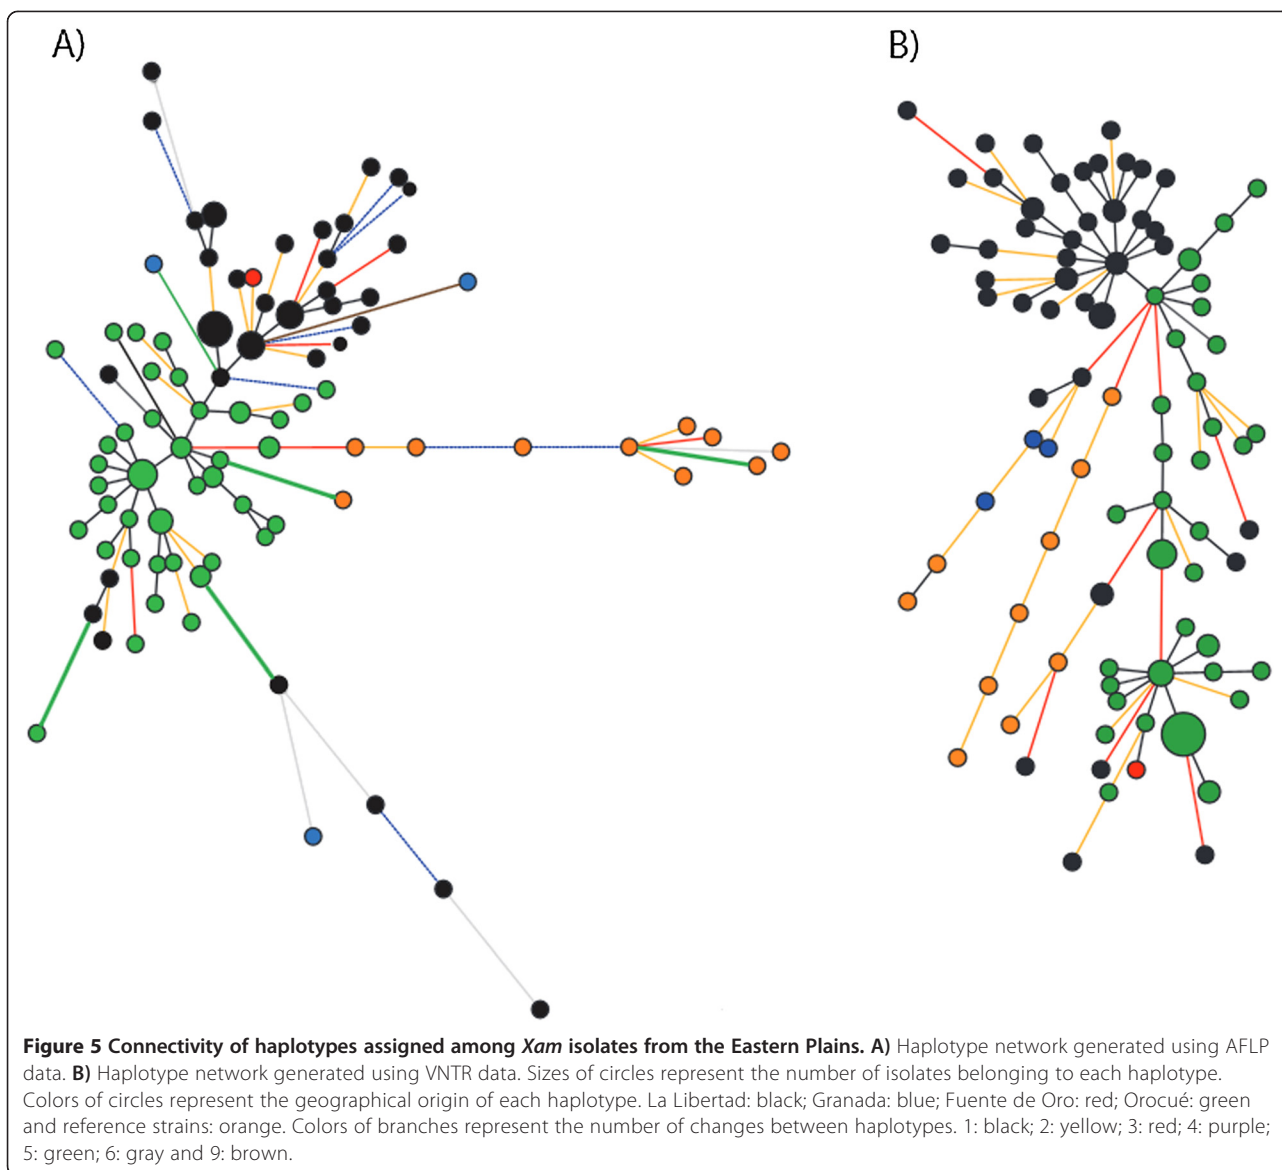 A)
B)
Figure 5 Connectivity of haplotypes assigned among Xam isolates from the Eastern Plains. A) Haplotype network generated using AFLP
data. B) Haplotype network generated using VNTR data. Sizes of circles represent the number of isolates belonging to each haplotype.
Colors of circles represent the geographical origin of each haplotype. La Libertad: black; Granada: blue; Fuente de Oro: red; Orocué: green
and reference strains: orange. Colors of branches represent the number of changes between haplotypes. 1: black; 2: yellow; 3: red; 4: purple;
5: green; 6: gray and 9: brown.